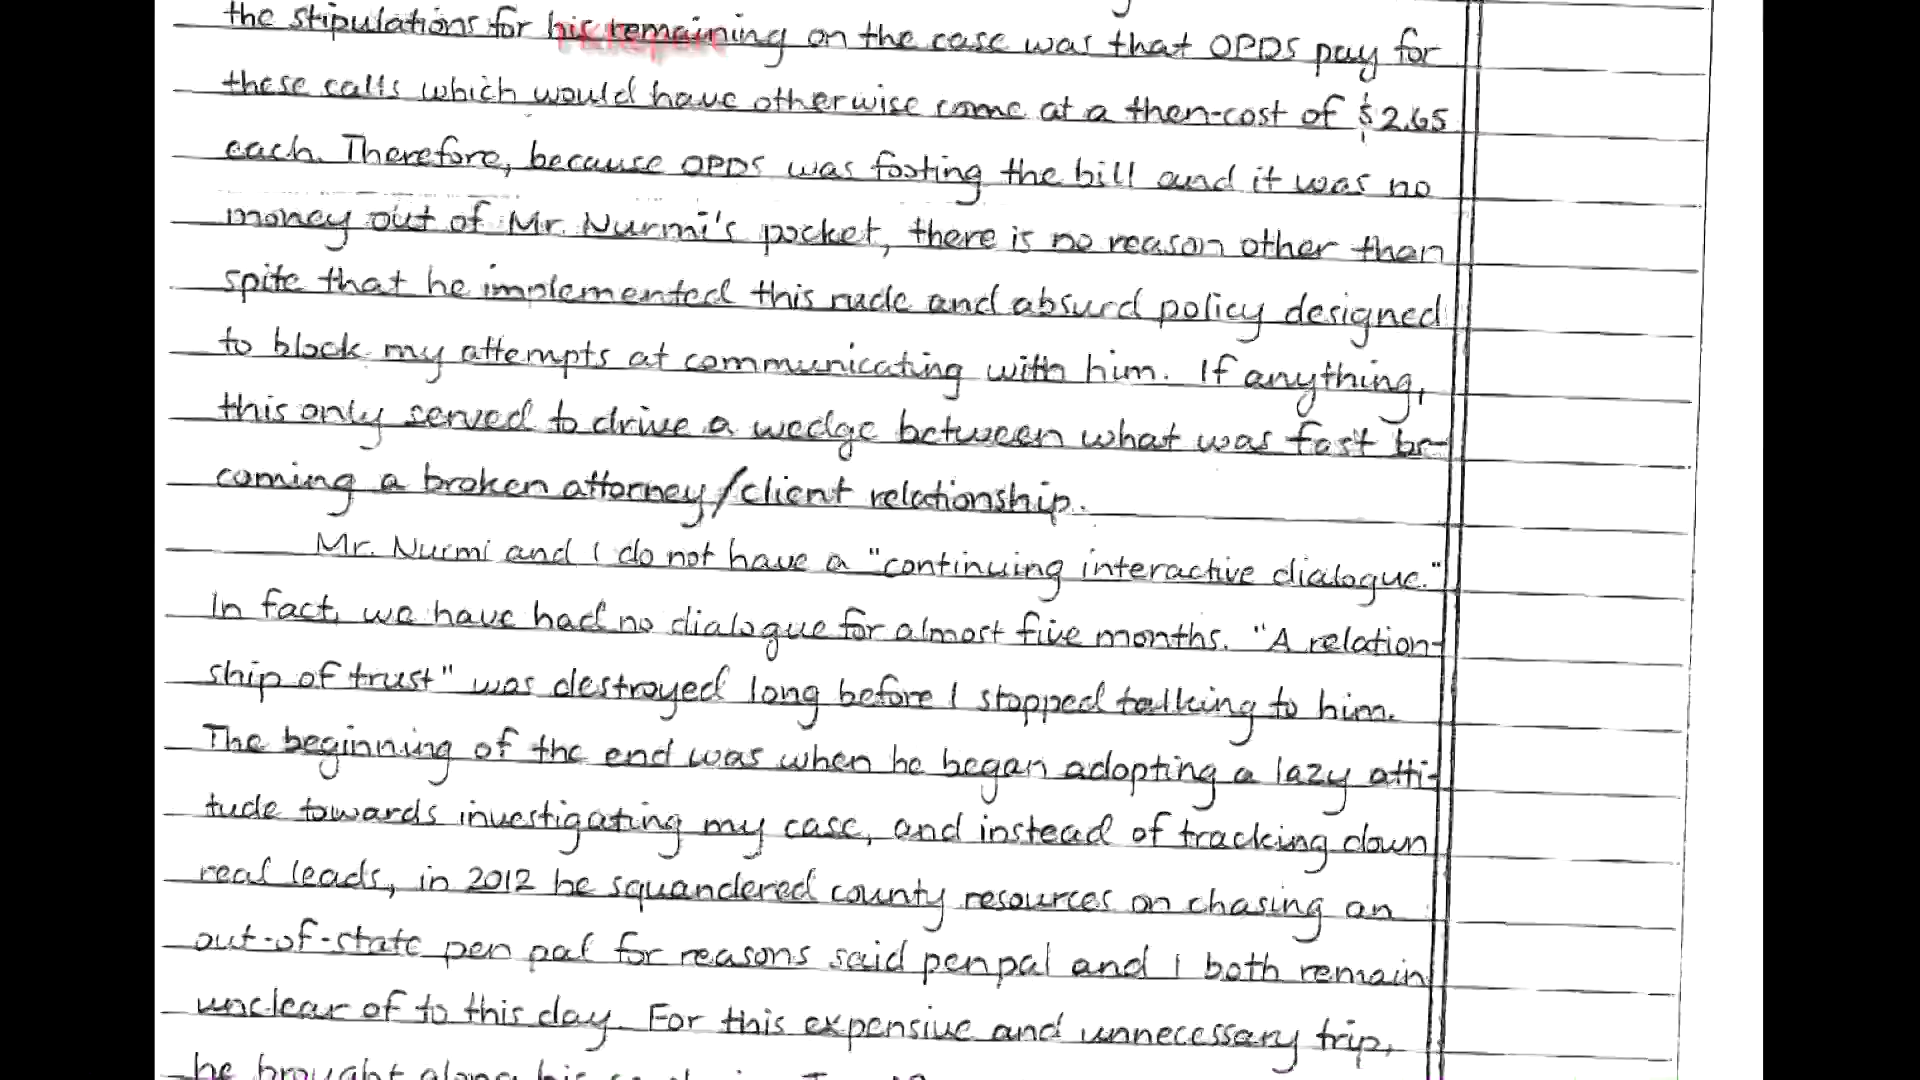 the stipulations for his remaining on the case was that OPDS pay for
these calls which would have otherwise come at a then-cost of $2.65
each. Therefore, because OPDS was footing the bill and it was no
money out of Mr. Nurmi's pocket, there is no reason other than
spite that he implemented this rude and absurd policy designed
to block my attempts at communicating with him. If anything,
this only served to drive a wedge between what was fast be-
coming a broken attorney/client relationship.
Mr. Nurmi and I do not have a "continuing interactive dialogue."
In fact, we have had no dialogue for almost five months. "A relation-
ship of trust" was destroyed long before I stopped talking to him.
The beginning of the end was when he began adopting a lazy atti-
tude towards investigating my case, and instead of tracking down
real leads, in 2012 he squandered county resources on chasing an
out-of-state pen pal for reasons said penpal and I both remain
unclear of to this day. For this expensive and unnecessary trip,
he brought along his